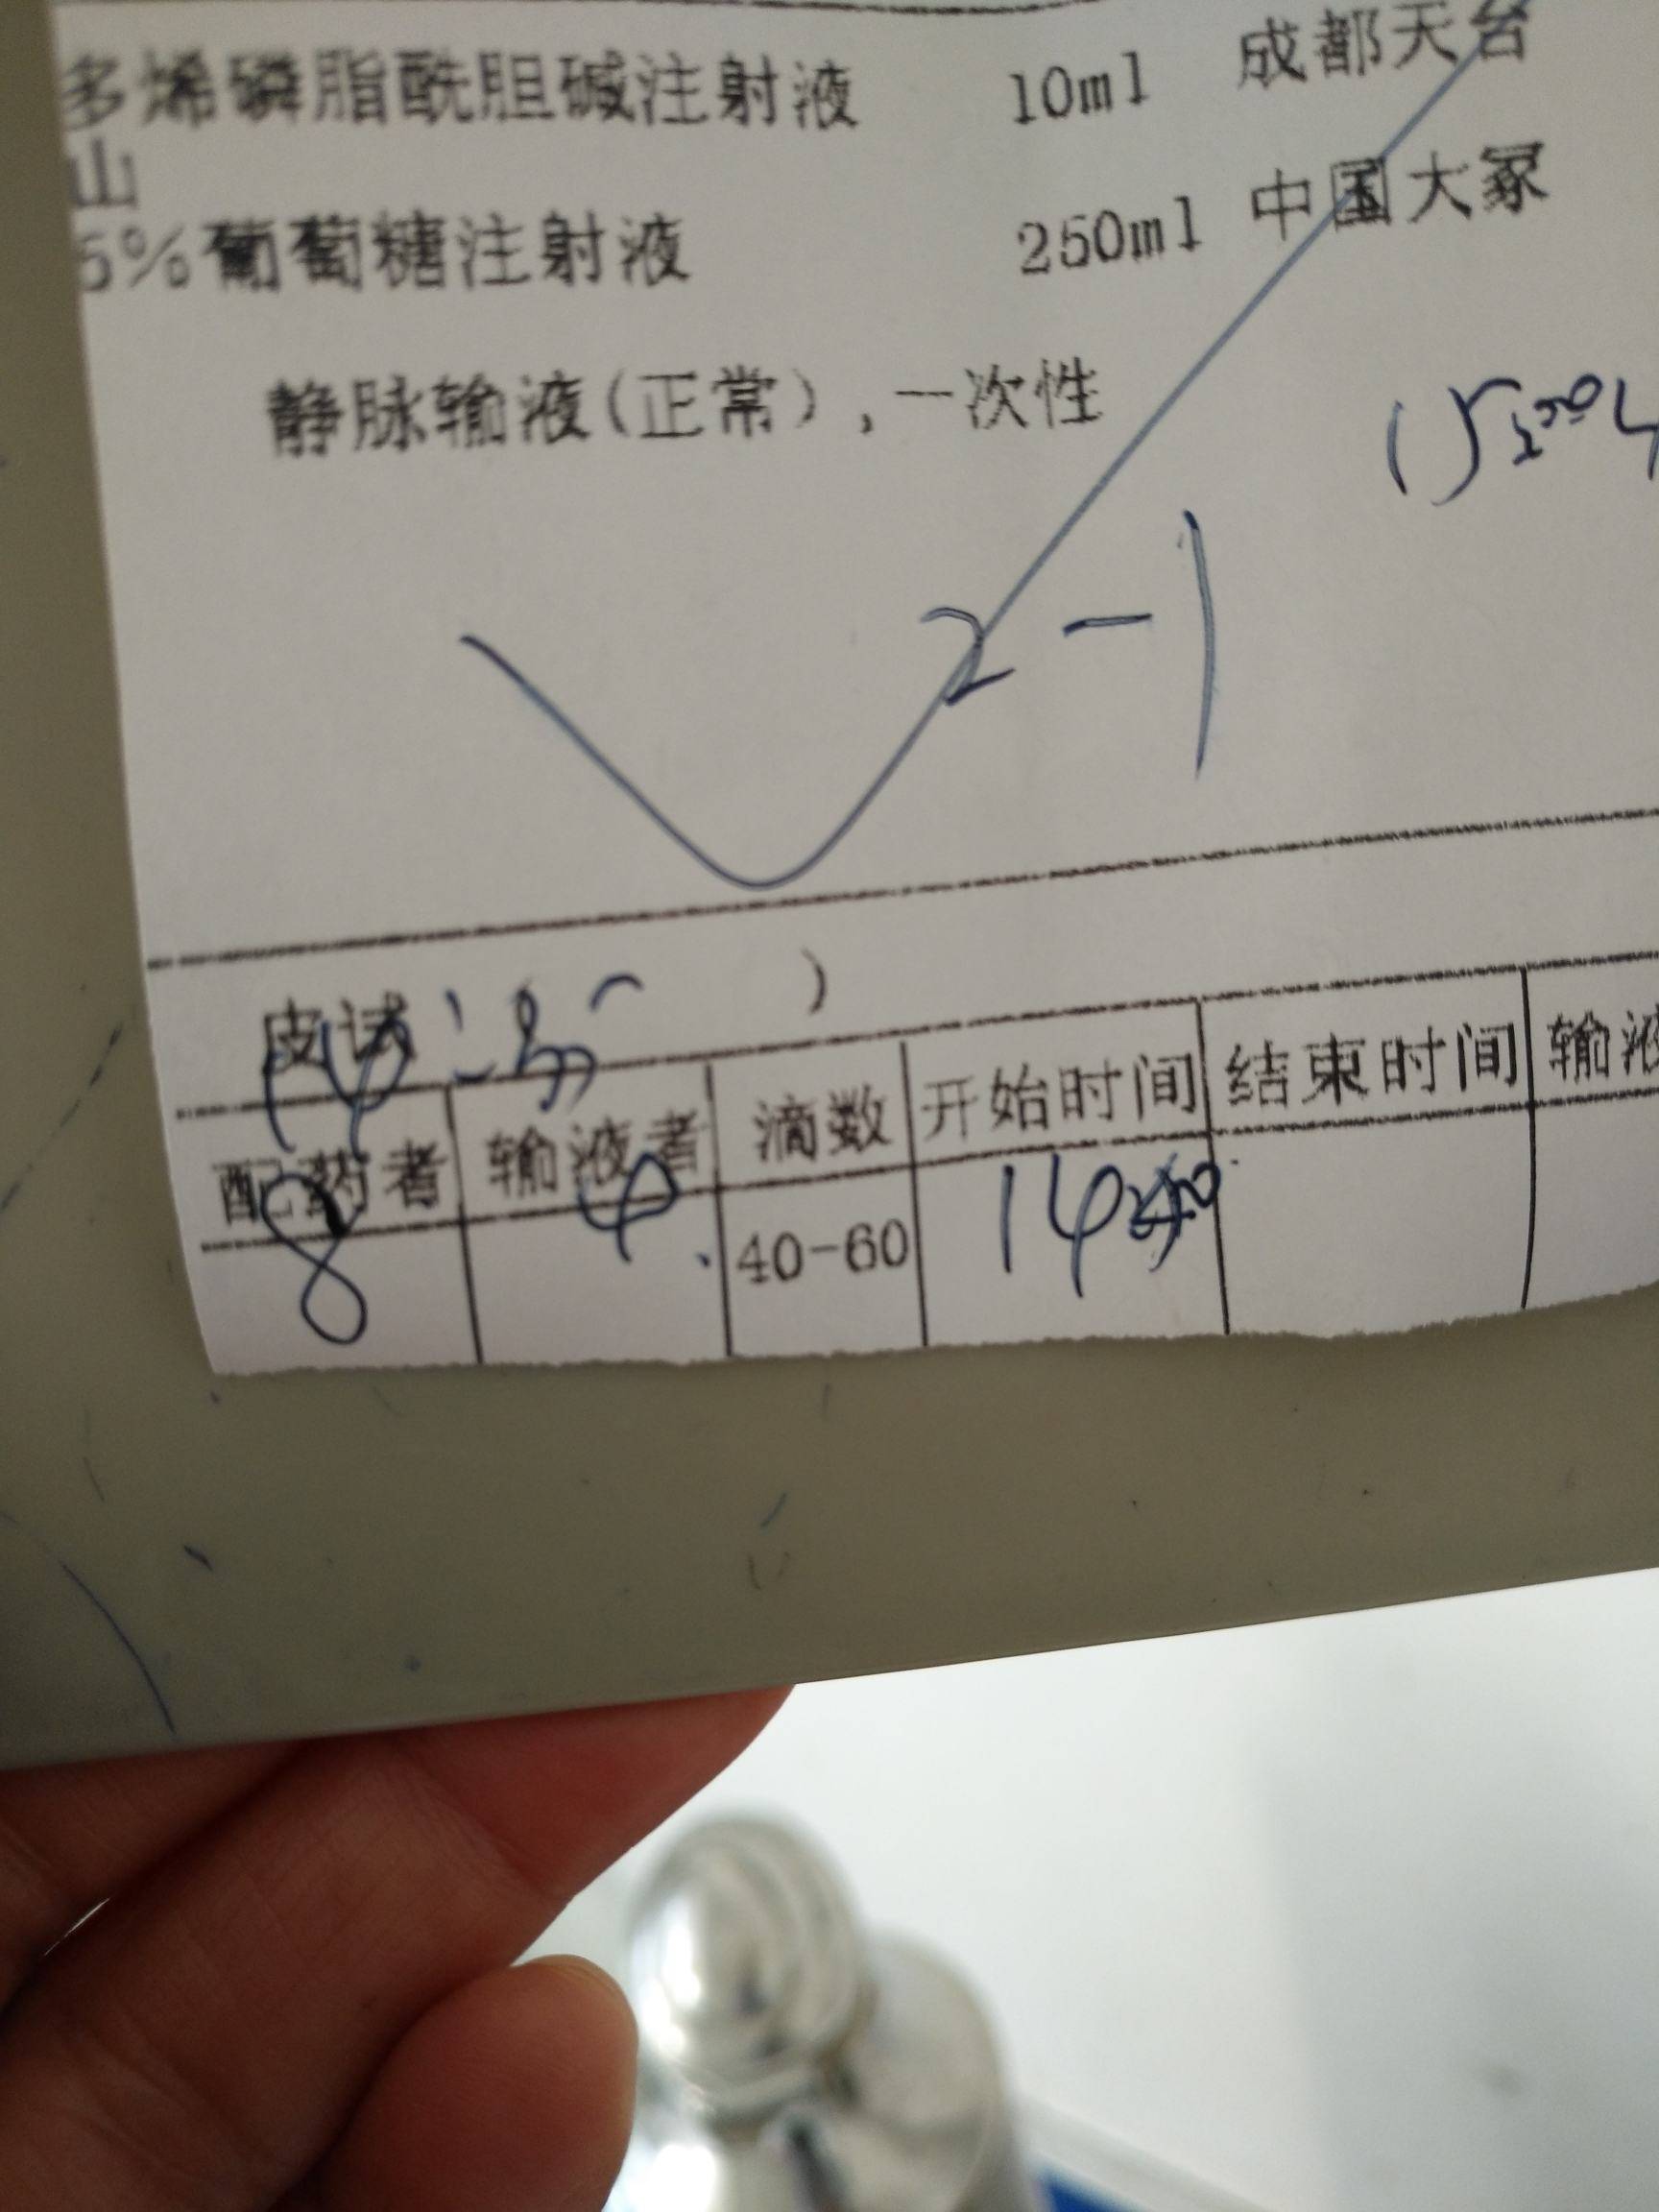 多烯磷脂酰胆碱注射液 10ml 成都天台
山
5%葡萄糖注射液 250ml 中国大冢
静脉输液(正常),一次性
2-1
皮试 ( )
配药者 输液者 滴数 开始时间 结束时间 输液
40-60 14